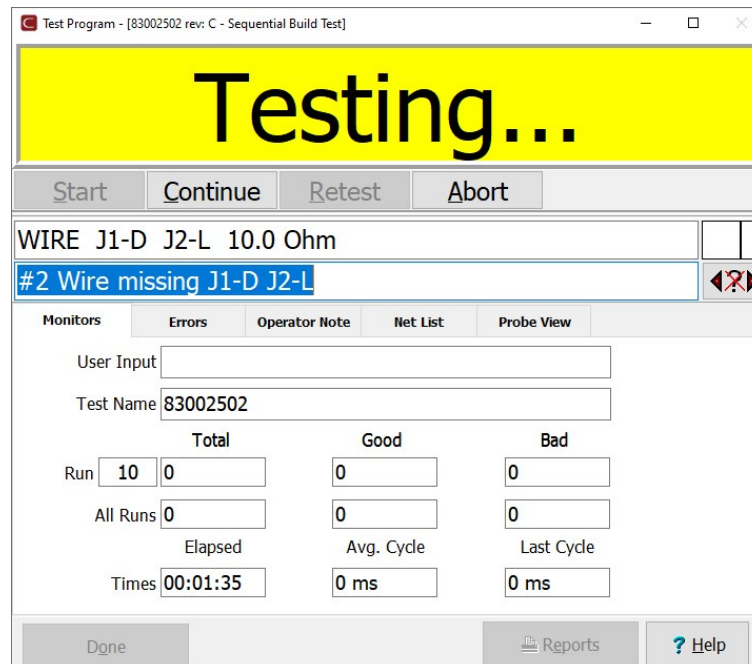 Test Program - [83002502 rev: C - Sequential Build Test]
Testing...
Start Continue Retest Abort
WIRE J1-D J2-L 10.0 Ohm
#2 Wire missing J1-D J2-L
Monitors Errors Operator Note Net List Probe View
User Input
Test Name 83002502
Total Good Bad
Run 10 0 0 0
All Runs 0 0 0
Elapsed Avg. Cycle Last Cycle
Times 00:01:35 0 ms 0 ms
Done Reports ? Help